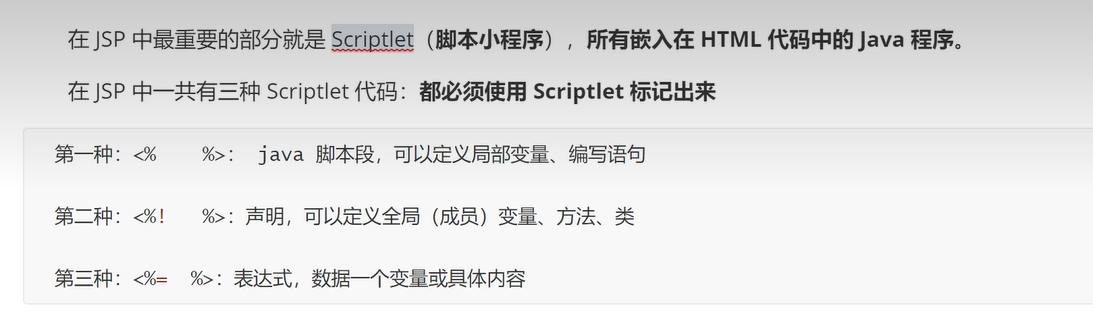 在 JSP 中最重要的部分就是 Scriptlet（脚本小程序），所有嵌入在 HTML 代码中的 Java 程序。
在 JSP 中一共有三种 Scriptlet 代码：都必须使用 Scriptlet 标记出来
第一种：<%    %>： java 脚本段，可以定义局部变量、编写语句
第二种：<%!   %>：声明，可以定义全局（成员）变量、方法、类
第三种：<%=  %>：表达式，数据一个变量或具体内容